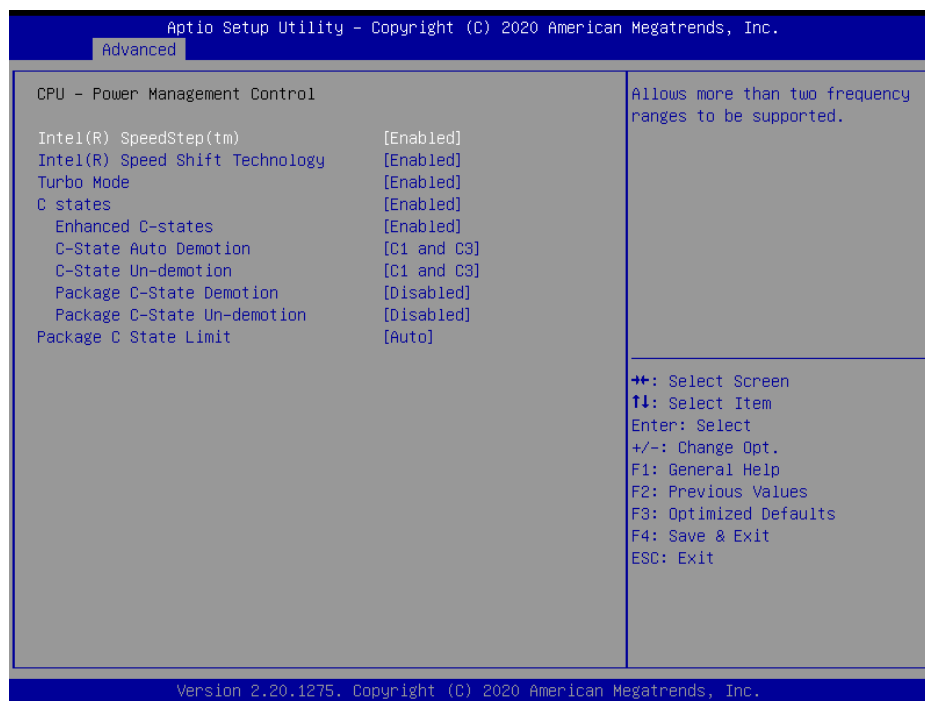 Aptio Setup Utility – Copyright (C) 2020 American Megatrends, Inc.
Advanced
CPU – Power Management Control
Intel(R) SpeedStep(tm) [Enabled]
Intel(R) Speed Shift Technology [Enabled]
Turbo Mode [Enabled]
C states [Enabled]
Enhanced C-states [Enabled]
C-State Auto Demotion [C1 and C3]
C-State Un-demotion [C1 and C3]
Package C-State Demotion [Disabled]
Package C-State Un-demotion [Disabled]
Package C State Limit [Auto]
Allows more than two frequency
ranges to be supported.
→←: Select Screen
↑↓: Select Item
Enter: Select
+/-: Change Opt.
F1: General Help
F2: Previous Values
F3: Optimized Defaults
F4: Save & Exit
ESC: Exit
Version 2.20.1275. Copyright (C) 2020 American Megatrends, Inc.